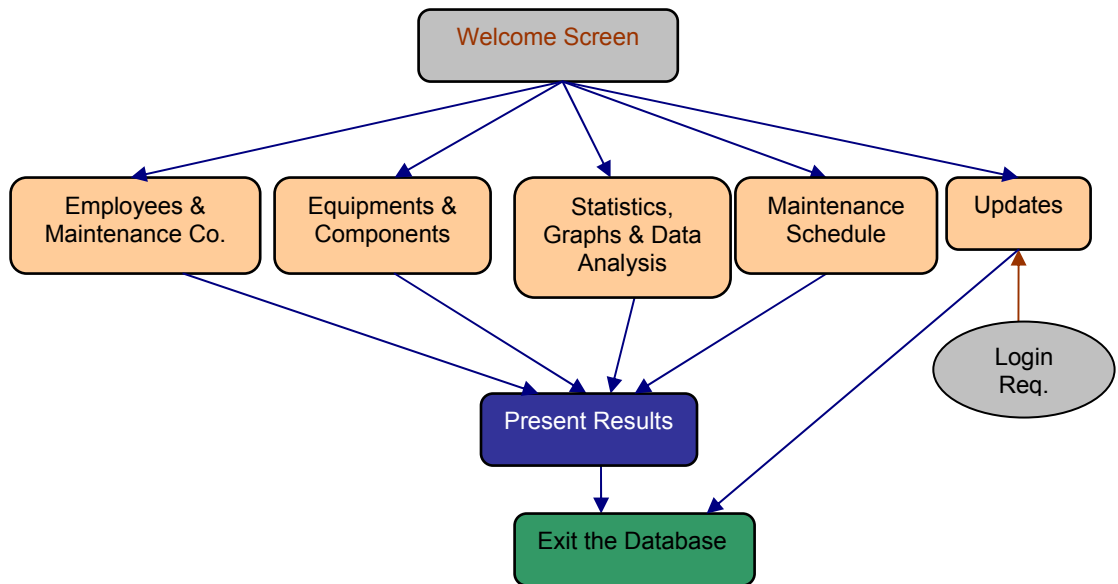 Welcome Screen
Employees &
Maintenance Co.
Equipments &
Components
Statistics,
Graphs & Data
Analysis
Maintenance
Schedule
Updates
Login
Req.
Present Results
Exit the Database